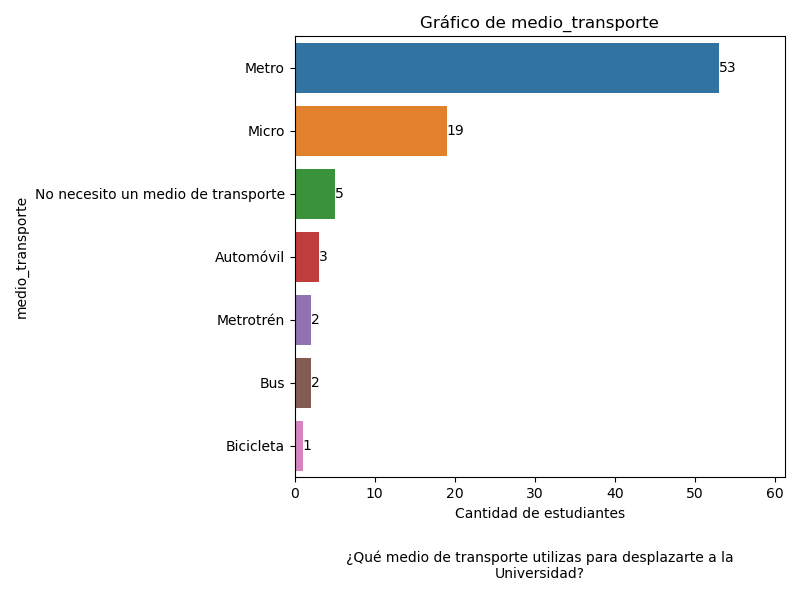 Gráfico de medio_transporte
medio_transporte
Metro
53
Micro
19
No necesito un medio de transporte
5
Automóvil
3
Metrotrén
2
Bus
2
Bicicleta
1
0 10 20 30 40 50 60
Cantidad de estudiantes
¿Qué medio de transporte utilizas para desplazarte a la
Universidad?